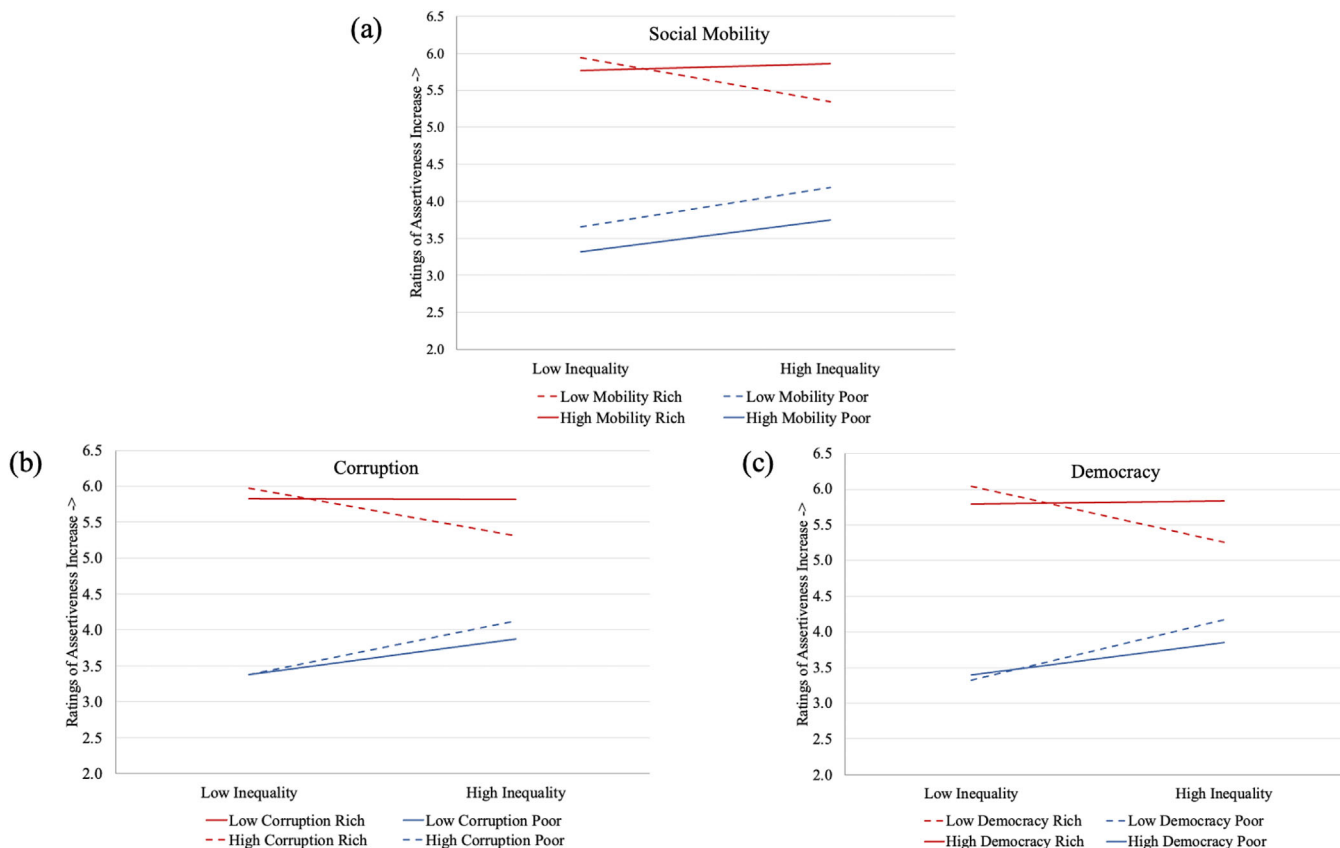 (a)
Social Mobility
Ratings of Assertiveness Increase ->
6.5
6.0
5.5
5.0
4.5
4.0
3.5
3.0
2.5
2.0
Low Inequality High Inequality
Low Mobility Rich Low Mobility Poor
High Mobility Rich High Mobility Poor
(b)
Corruption
Ratings of Assertiveness Increase ->
6.5
6.0
5.5
5.0
4.5
4.0
3.5
3.0
2.5
2.0
Low Inequality High Inequality
Low Corruption Rich Low Corruption Poor
High Corruption Rich High Corruption Poor
(c)
Democracy
Ratings of Assertiveness Increase ->
6.5
6.0
5.5
5.0
4.5
4.0
3.5
3.0
2.5
2.0
Low Inequality High Inequality
Low Democracy Rich Low Democracy Poor
High Democracy Rich High Democracy Poor